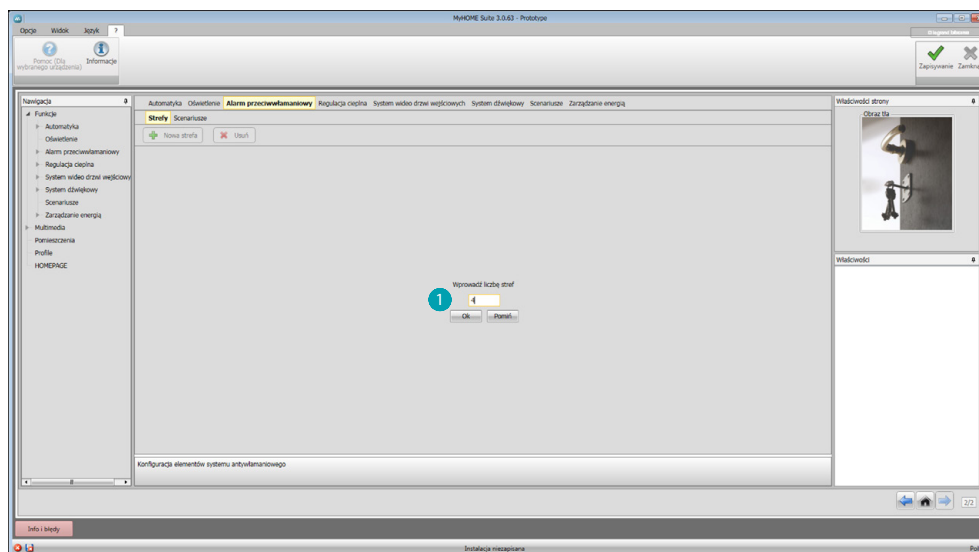 MyHOME Suite 3.0.63 - Prototype
Opcje Widok Język ?
Pomoc (Dla wybranego urządzenia)
Informacje
Zapisywanie
Nawigacja
Funkcje
Automatyka
Oświetlenie
Alarm przeciwwłamaniowy
Regulacja cieplna
System wideo drzwi wejściowy
System dźwiękowy
Scenariusze
Zarządzanie energią
Multimedia
Pomieszczenia
Profile
HOMEPAGE
Automatyka Oświetlenie Alarm przeciwwłamaniowy Regulacja cieplna System wideo drzwi wejściowych System dźwiękowy Scenariusze Zarządzanie energią
Strefy Scenariusze
Nowa strefa Usuń
Wprowadź liczbę stref
1
4
Ok Pomiń
Konfiguracja elementów systemu antywłamaniowego
Właściwości strony
Obraz tła
Właściwości
2/2
Info i błędy
Instalacja niezapisana